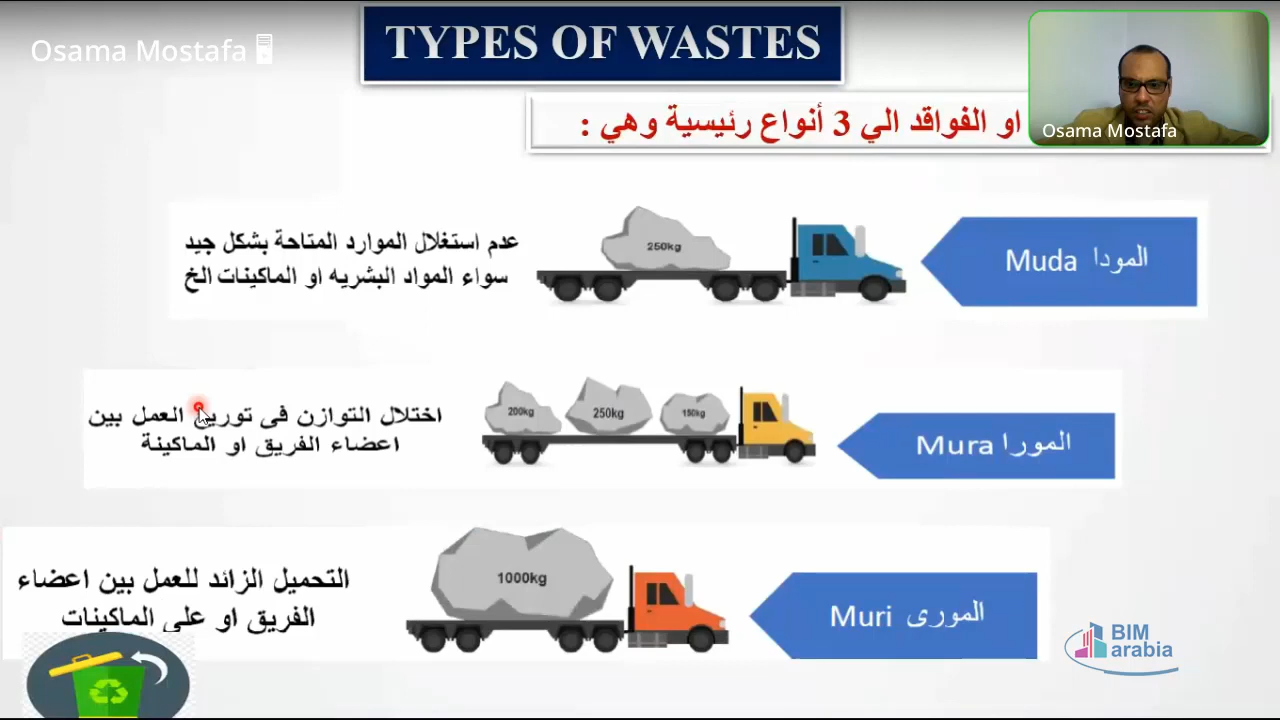 Osama Mostafa
TYPES OF WASTES
Osama Mostafa
او الفواقد الي 3 أنواع رئيسية وهي :
المودا Muda
250kg
عدم استغلال الموارد المتاحة بشكل جيد
سواء المواد البشريه او الماكينات الخ
المورا Mura
200kg
250kg
150kg
اختلال التوازن فى العمل بين
اعضاء الفريق او الماكينة
المورى Muri
1000kg
التحميل الزائد للعمل بين اعضاء
الفريق او على الماكينات
BIM
arabia